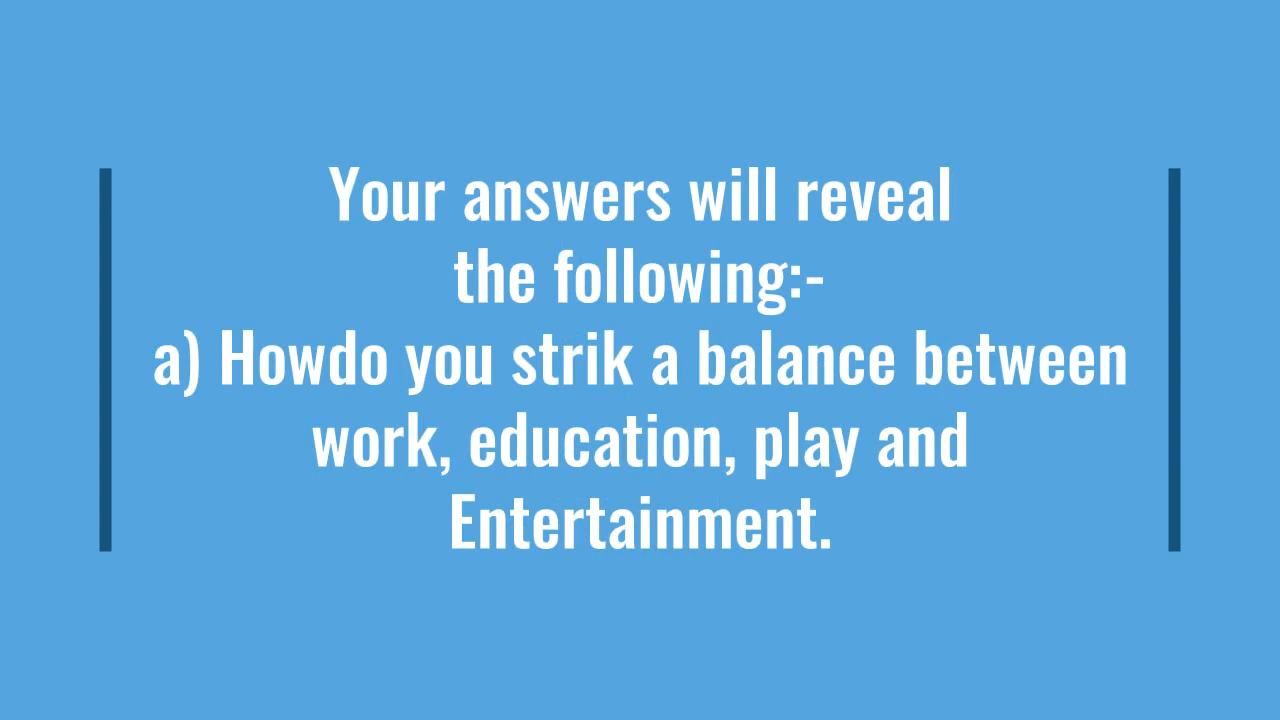 Your answers will reveal
the following:-
a) Howdo you strik a balance between
work, education, play and
Entertainment.